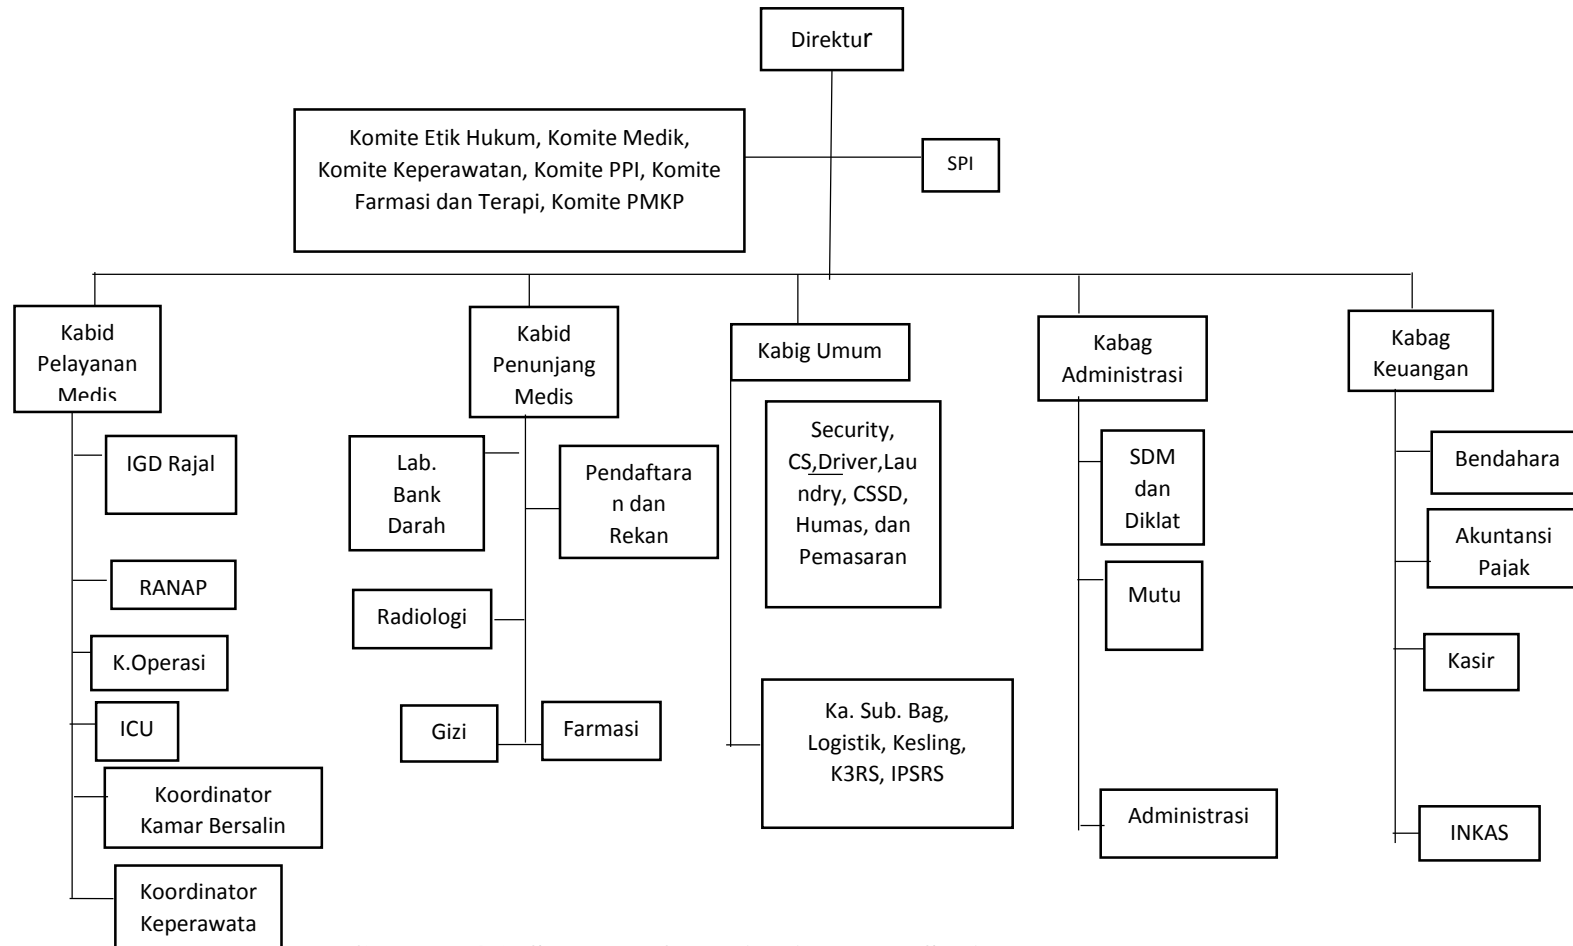 Direktur
Komite Etik Hukum, Komite Medik,
Komite Keperawatan, Komite PPI, Komite
Farmasi dan Terapi, Komite PMKP
SPI
Kabid
Pelayanan
Medis
Kabid
Penunjang
Medis
Kabig Umum
Kabag
Administrasi
Kabag
Keuangan
IGD Rajal
RANAP
K.Operasi
ICU
Koordinator
Kamar Bersalin
Koordinator
Keperawata
Lab.
Bank
Darah
Pendaftara
n dan
Rekan
Radiologi
Gizi
Farmasi
Security,
CS,Driver,Lau
ndry, CSSD,
Humas, dan
Pemasaran
Ka. Sub. Bag,
Logistik, Kesling,
K3RS, IPSRS
SDM
dan
Diklat
Mutu
Administrasi
Bendahara
Akuntansi
Pajak
Kasir
INKAS